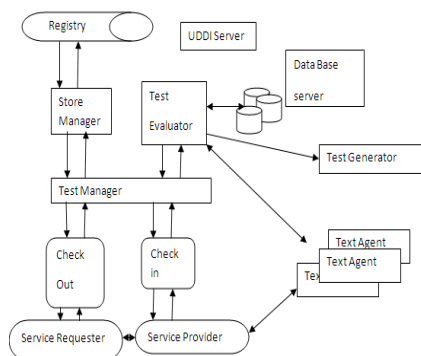 Registry
UDDI Server
Data Base
server
Store
Manager
Test
Evaluator
Test Generator
Test Manager
Check
Out
Check
in
Text Agent
Text Agent
Tex
Service Requester
Service Provider